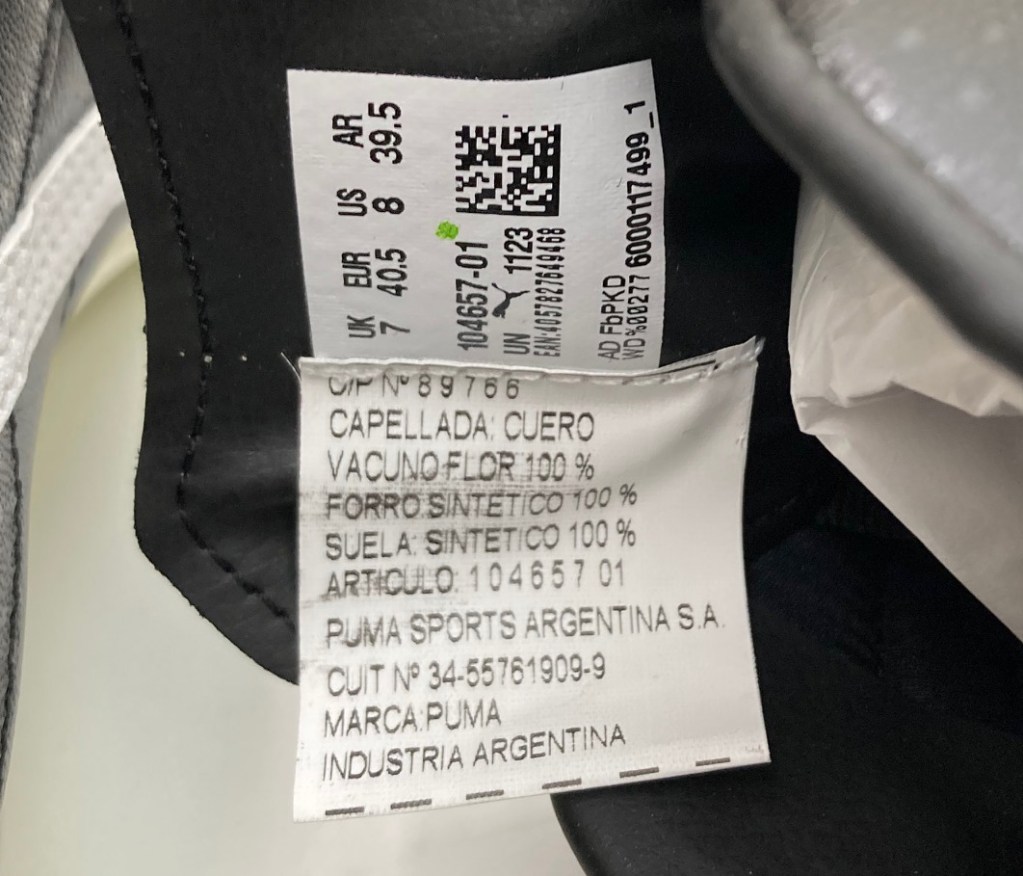 UK EUR US AR
7 40.5 8 39.5
104657-01
UN 1123
EAN:4057827649468
AD FbPKD
WD%00277 6000117499_1
C/P Nº 89766
CAPELLADA: CUERO
VACUNO FLOR 100 %
FORRO SINTETICO 100 %
SUELA: SINTETICO 100 %
ARTICULO: 104657 01
PUMA SPORTS ARGENTINA S.A.
CUIT Nº 34-55761909-9
MARCA:PUMA
INDUSTRIA ARGENTINA